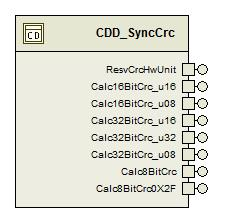 CD
CDD_SyncCrc
ResvCrcHwUnit
Calc16BitCrc_u16
Calc16BitCrc_u08
Calc32BitCrc_u16
Calc32BitCrc_u32
Calc32BitCrc_u08
Calc8BitCrc
Calc8BitCrc0X2F